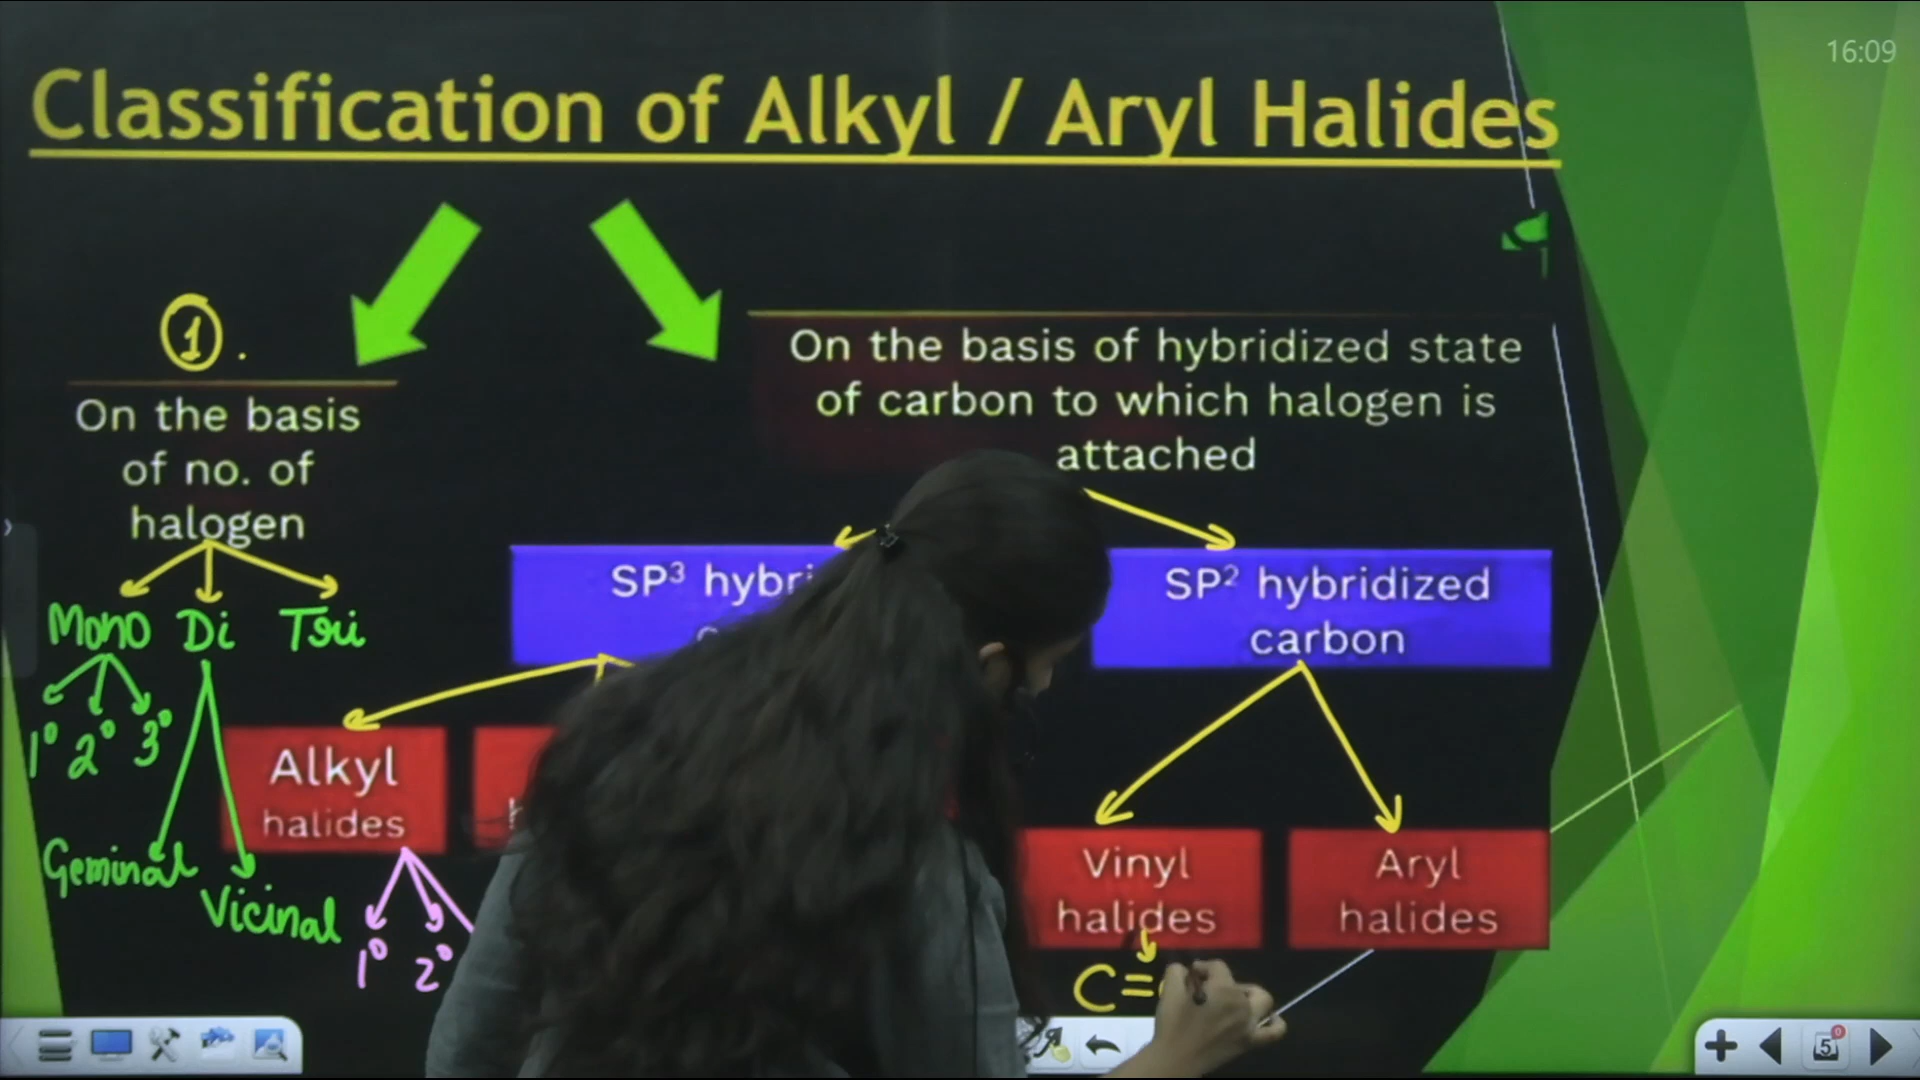 16:09
Classification of Alkyl / Aryl Halides
1.
On the basis
of no. of
halogen
Mono Di Tri
1° 2° 3°
Geminal
Vicinal
On the basis of hybridized state
of carbon to which halogen is
attached
SP³ hybri
SP² hybridized
carbon
Alkyl
halides
1° 2°
Vinyl
halides
C=
Aryl
halides
5
0